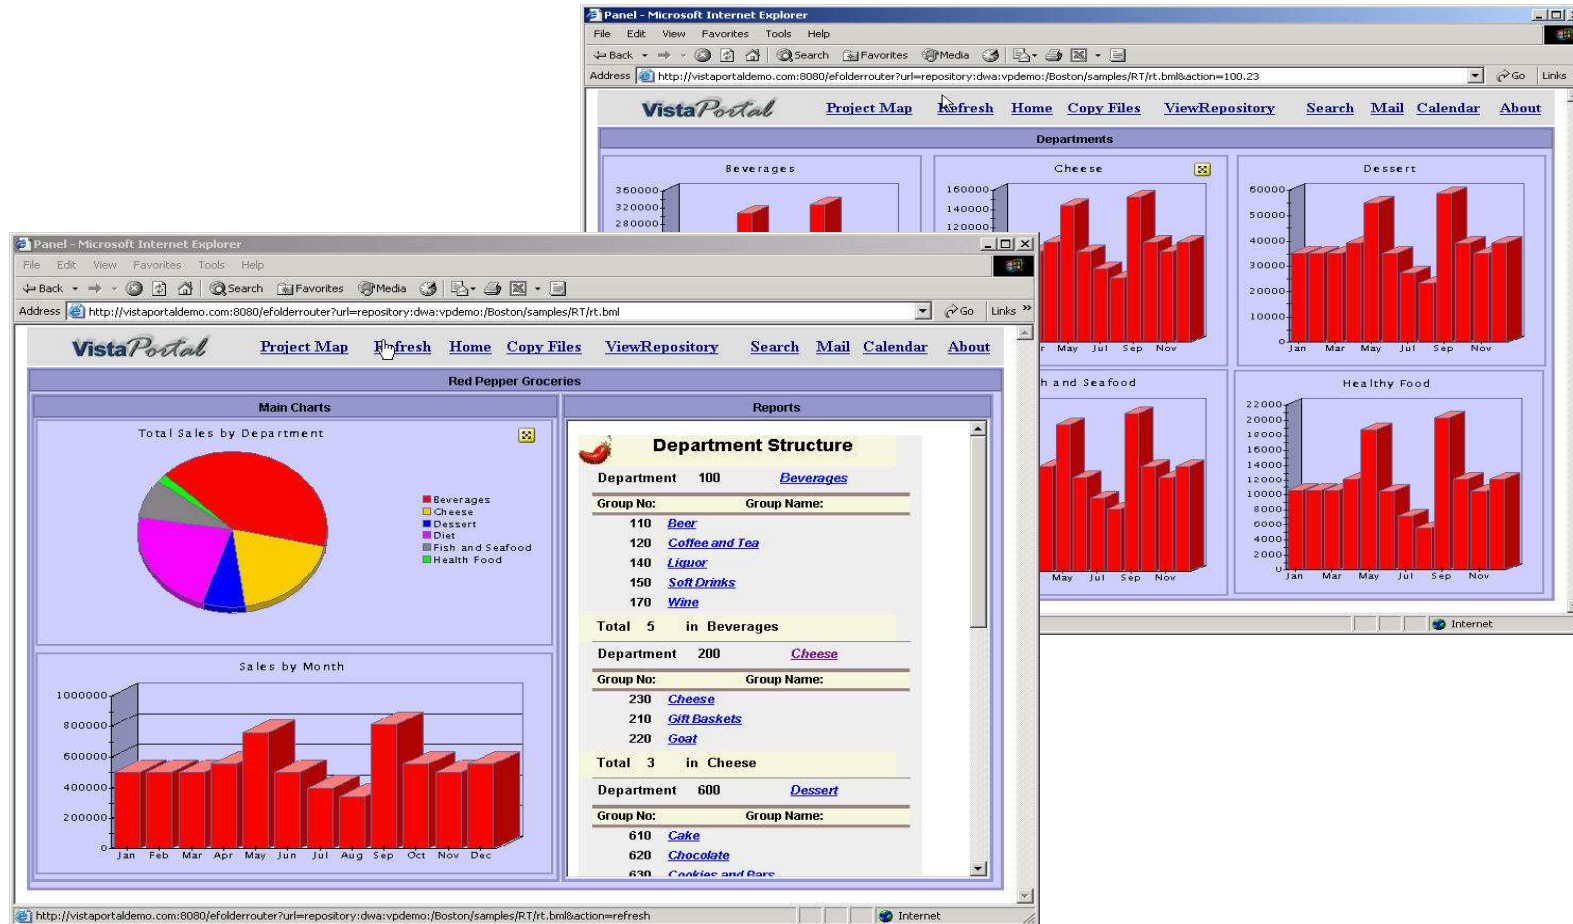 Panel - Microsoft Internet Explorer
File Edit View Favorites Tools Help
Back Search Favorites Media
Address http://vistaportaldemo.com:8080/efolderrouter?url=repository:dwa:vpdemo:/Boston/samples/RT/rt.bml&action=100.23 Go Links
VistaPortal Project Map Refresh Home Copy Files ViewRepository Search Mail Calendar About
Departments
Beverages
360000
320000
280000
Cheese
160000
140000
120000
May Jul Sep Nov
Dessert
60000
50000
40000
30000
20000
10000
0
Jan Mar May Jul Sep Nov
h and Seafood
May Jul Sep Nov
Healthy Food
22000
20000
18000
16000
14000
12000
10000
8000
6000
4000
2000
0
Jan Mar May Jul Sep Nov
Internet
Panel - Microsoft Internet Explorer
File Edit View Favorites Tools Help
Back Search Favorites Media
Address http://vistaportaldemo.com:8080/efolderrouter?url=repository:dwa:vpdemo:/Boston/samples/RT/rt.bml Go Links
VistaPortal Project Map Refresh Home Copy Files ViewRepository Search Mail Calendar About
Red Pepper Groceries
Main Charts
Total Sales by Department
Beverages
Cheese
Dessert
Diet
Fish and Seafood
Health Food
Sales by Month
1000000
800000
600000
400000
200000
0
Jan Feb Mar Apr May Jun Jul Aug Sep Oct Nov Dec
Reports
Department Structure
Department 100 Beverages
Group No: Group Name:
110 Beer
120 Coffee and Tea
140 Liquor
150 Soft Drinks
170 Wine
Total 5 in Beverages
Department 200 Cheese
Group No: Group Name:
230 Cheese
210 Gift Baskets
220 Goat
Total 3 in Cheese
Department 600 Dessert
Group No: Group Name:
610 Cake
620 Chocolate
630 Cookies and Bars
http://vistaportaldemo.com:8080/efolderrouter?url=repository:dwa:vpdemo:/Boston/samples/RT/rt.bml&action=refresh Internet